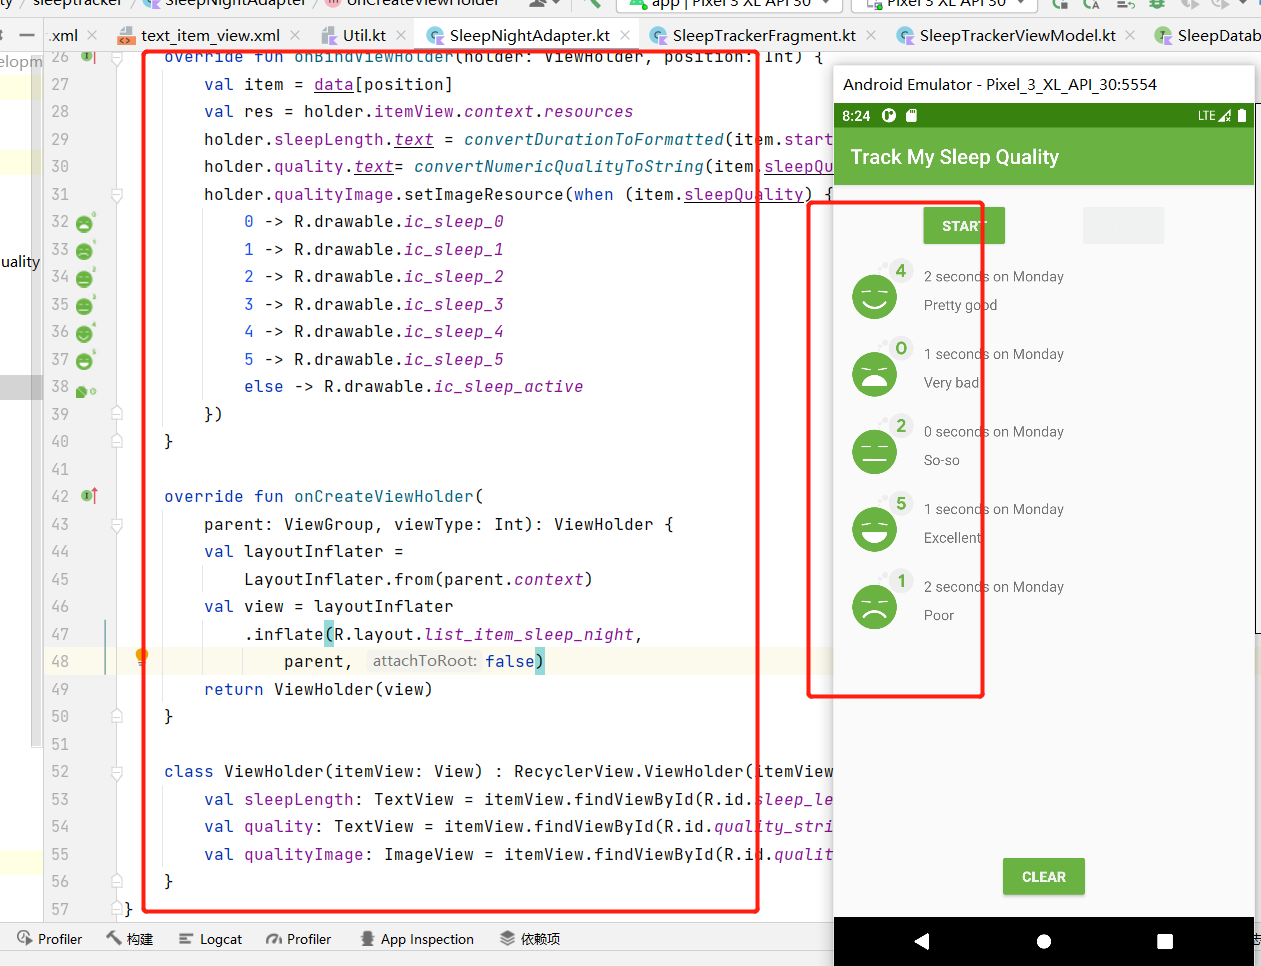 sleeptracker
SleepNightAdapter
onCreateViewHolder
app
Pixel 3 XL API 30
.xml
text_item_view.xml
Util.kt
SleepNightAdapter.kt
SleepTrackerFragment.kt
SleepTrackerViewModel.kt
SleepDatab
elopm
uality
26 override fun onBindViewHolder(holder: ViewHolder, position: Int) {
27 val item = data[position]
28 val res = holder.itemView.context.resources
29 holder.sleepLength.text = convertDurationToFormatted(item.start
30 holder.quality.text= convertNumericQualityToString(item.sleepQu
31 holder.qualityImage.setImageResource(when (item.sleepQuality) {
32 0 -> R.drawable.ic_sleep_0
33 1 -> R.drawable.ic_sleep_1
34 2 -> R.drawable.ic_sleep_2
35 3 -> R.drawable.ic_sleep_3
36 4 -> R.drawable.ic_sleep_4
37 5 -> R.drawable.ic_sleep_5
38 else -> R.drawable.ic_sleep_active
39 })
40 }
41
42 override fun onCreateViewHolder(
43 parent: ViewGroup, viewType: Int): ViewHolder {
44 val layoutInflater =
45 LayoutInflater.from(parent.context)
46 val view = layoutInflater
47 .inflate(R.layout.list_item_sleep_night,
48 parent, attachToRoot: false)
49 return ViewHolder(view)
50 }
51
52 class ViewHolder(itemView: View) : RecyclerView.ViewHolder(itemView
53 val sleepLength: TextView = itemView.findViewById(R.id.sleep_le
54 val quality: TextView = itemView.findViewById(R.id.quality_stri
55 val qualityImage: ImageView = itemView.findViewById(R.id.qualit
56 }
57 }
Android Emulator - Pixel_3_XL_API_30:5554
8:24
LTE
Track My Sleep Quality
START
4
2 seconds on Monday
Pretty good
0
1 seconds on Monday
Very bad
2
0 seconds on Monday
So-so
5
1 seconds on Monday
Excellent
1
2 seconds on Monday
Poor
CLEAR
Profiler
构建
Logcat
Profiler
App Inspection
依赖项